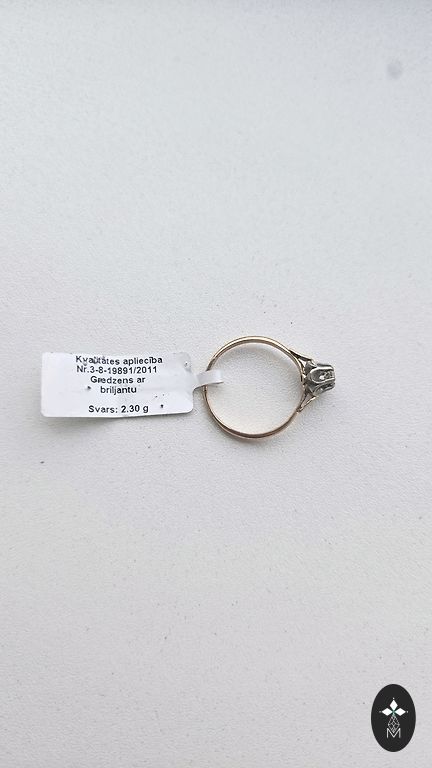 Kvalitātes apliecība
Nr.3-8-19891/2011
Gredzens ar
briljantu
Svars: 2.30 g
M